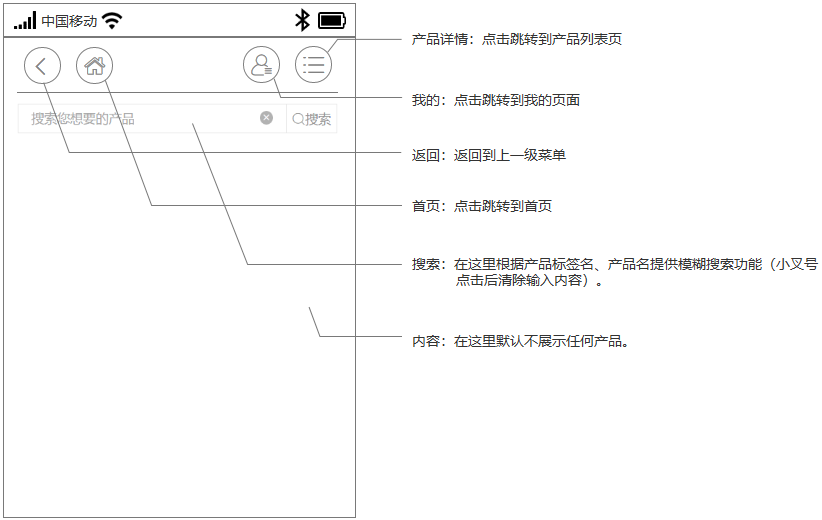 中国移动
产品详情：点击跳转到产品列表页
我的：点击跳转到我的页面
搜索您想要的产品
搜索
返回：返回到上一级菜单
首页：点击跳转到首页
搜索：在这里根据产品标签名、产品名提供模糊搜索功能（小叉号
点击后清除输入内容）。
内容：在这里默认不展示任何产品。